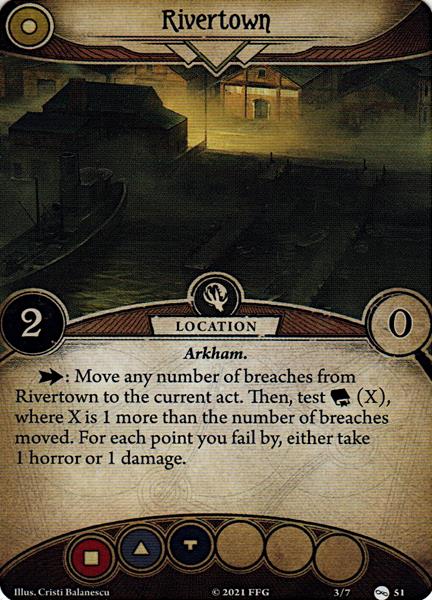 Rivertown
2
LOCATION
0
Arkham.
: Move any number of breaches from
Rivertown to the current act. Then, test (X),
where X is 1 more than the number of breaches
moved. For each point you fail by, either take
1 horror or 1 damage.
Illus. Cristi Balanescu
© 2021 FFG
3/7
51